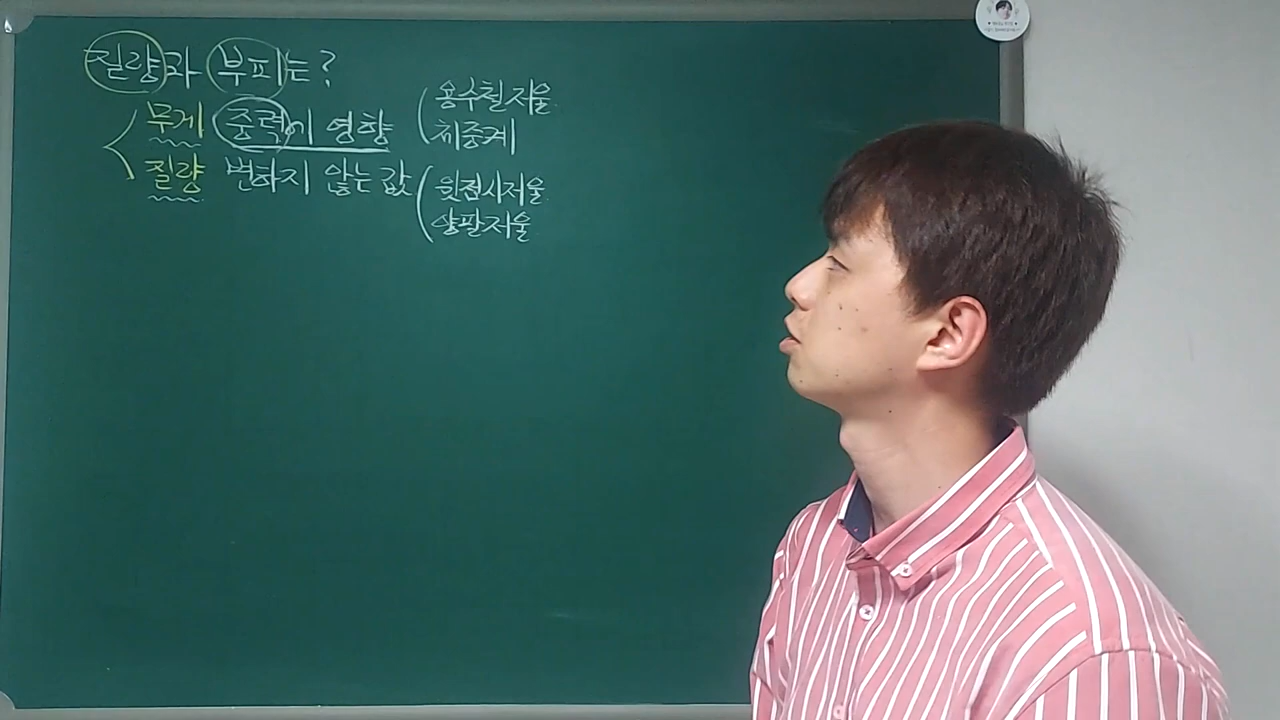 질량과 부피는?
무게 중력에 영향
용수철저울
체중계
질량 변하지 않는 값
윗접시저울
양팔저울